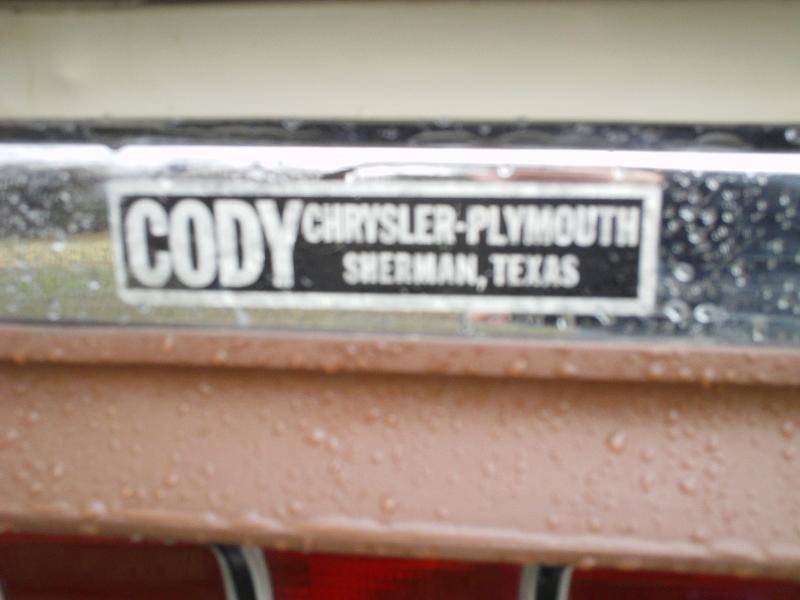 CODY CHRYSLER-PLYMOUTH
SHERMAN, TEXAS